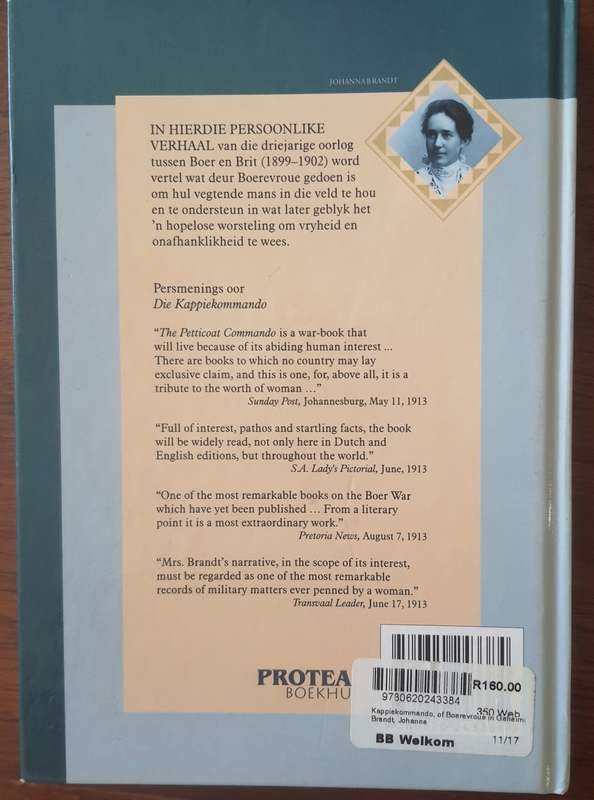 JOHANNA BRANDT
IN HIERDIE PERSOONLIKE
VERHAAL van die driejarige oorlog
tussen Boer en Brit (1899–1902) word
vertel wat deur Boerevroue gedoen is
om hul vegtende mans in die veld te hou
en te ondersteun in wat later geblyk het
'n hopelose worsteling om vryheid en
onafhanklikheid te wees.
Persmenings oor
Die Kappiekommando
“The Petticoat Commando is a war-book that
will live because of its abiding human interest ...
There are books to which no country may lay
exclusive claim, and this is one, for, above all, it is a
tribute to the worth of woman ...”
Sunday Post, Johannesburg, May 11, 1913
“Full of interest, pathos and startling facts, the book
will be widely read, not only here in Dutch and
English editions, but throughout the world.”
S.A. Lady's Pictorial, June, 1913
“One of the most remarkable books on the Boer War
which have yet been published ... From a literary
point it is a most extraordinary work.”
Pretoria News, August 7, 1913
“Mrs. Brandt's narrative, in the scope of its interest,
must be regarded as one of the most remarkable
records of military matters ever penned by a woman.”
Transvaal Leader, June 17, 1913
PROTEA
BOEKHU
R160.00
9780620243384
350 Web
Kappiekommando, of Boerevroue in Geheim
Brandt, Johanna
BB Welkom
11/17